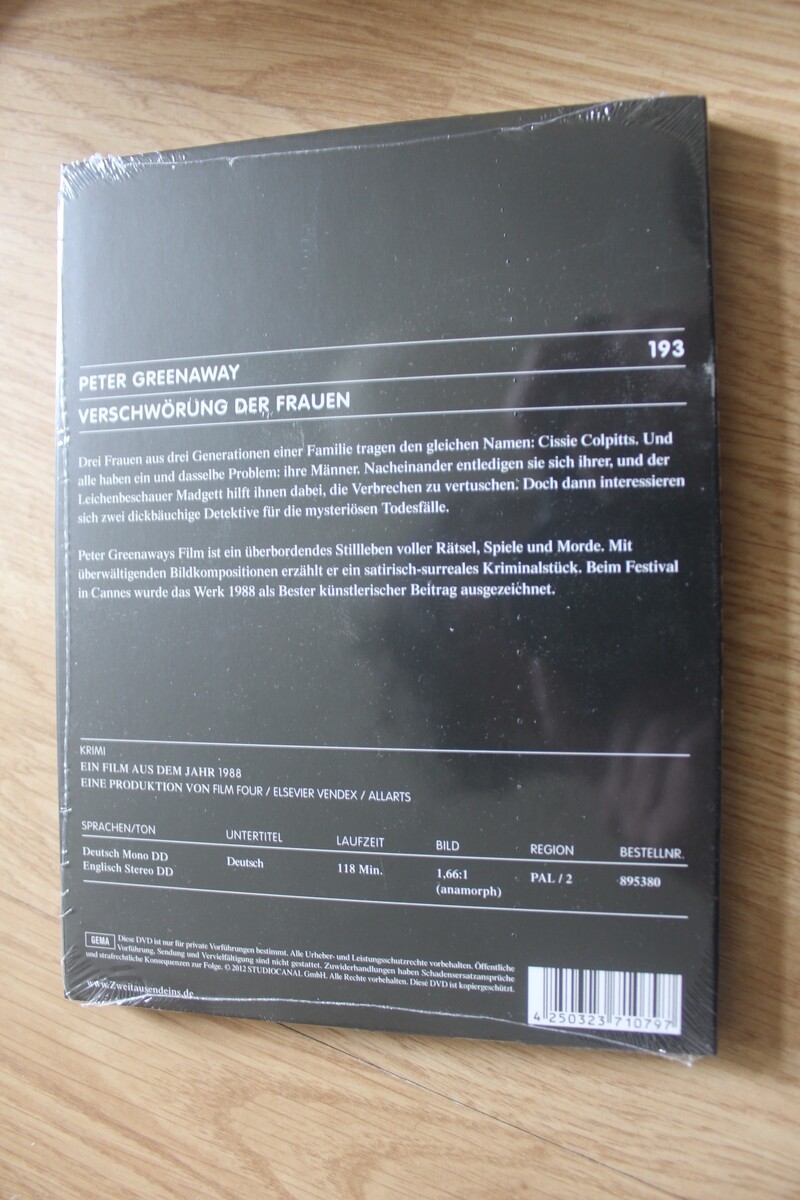 193
PETER GREENAWAY
VERSCHWÖRUNG DER FRAUEN
Drei Frauen aus drei Generationen einer Familie tragen den gleichen Namen: Cissie Colpitts. Und
alle haben ein und dasselbe Problem: ihre Männer. Nacheinander entledigen sie sich ihrer, und der
Leichenbeschauer Madgett hilft ihnen dabei, die Verbrechen zu vertuschen. Doch dann interessieren
sich zwei dickbäuchige Detektive für die mysteriösen Todesfälle.
Peter Greenaways Film ist ein überbordendes Stillleben voller Rätsel, Spiele und Morde. Mit
überwältigenden Bildkompositionen erzählt er ein satirisch-surreales Kriminalstück. Beim Festival
in Cannes wurde das Werk 1988 als Bester künstlerischer Beitrag ausgezeichnet.
KRIMI
EIN FILM AUS DEM JAHR 1988
EINE PRODUKTION VON FILM FOUR / ELSEVIER VENDEX / ALLARTS
SPRACHEN/TON UNTERTITEL LAUFZEIT BILD REGION BESTELLNR.
Deutsch Mono DD Deutsch 118 Min. 1,66:1 PAL / 2 895380
Englisch Stereo DD (anamorph)
GEMA Diese DVD ist nur für private Vorführungen bestimmt. Alle Urheber- und Leistungsschutzrechte vorbehalten. Öffentliche
Vorführung, Sendung und Vervielfältigung sind nicht gestattet. Zuwiderhandlungen haben Schadensersatzansprüche
und strafrechtliche Konsequenzen zur Folge. © 2012 STUDIOCANAL GmbH. Alle Rechte vorbehalten. Diese DVD ist kopiergeschützt.
www.Zweitausendeins.de
4 250323 710797